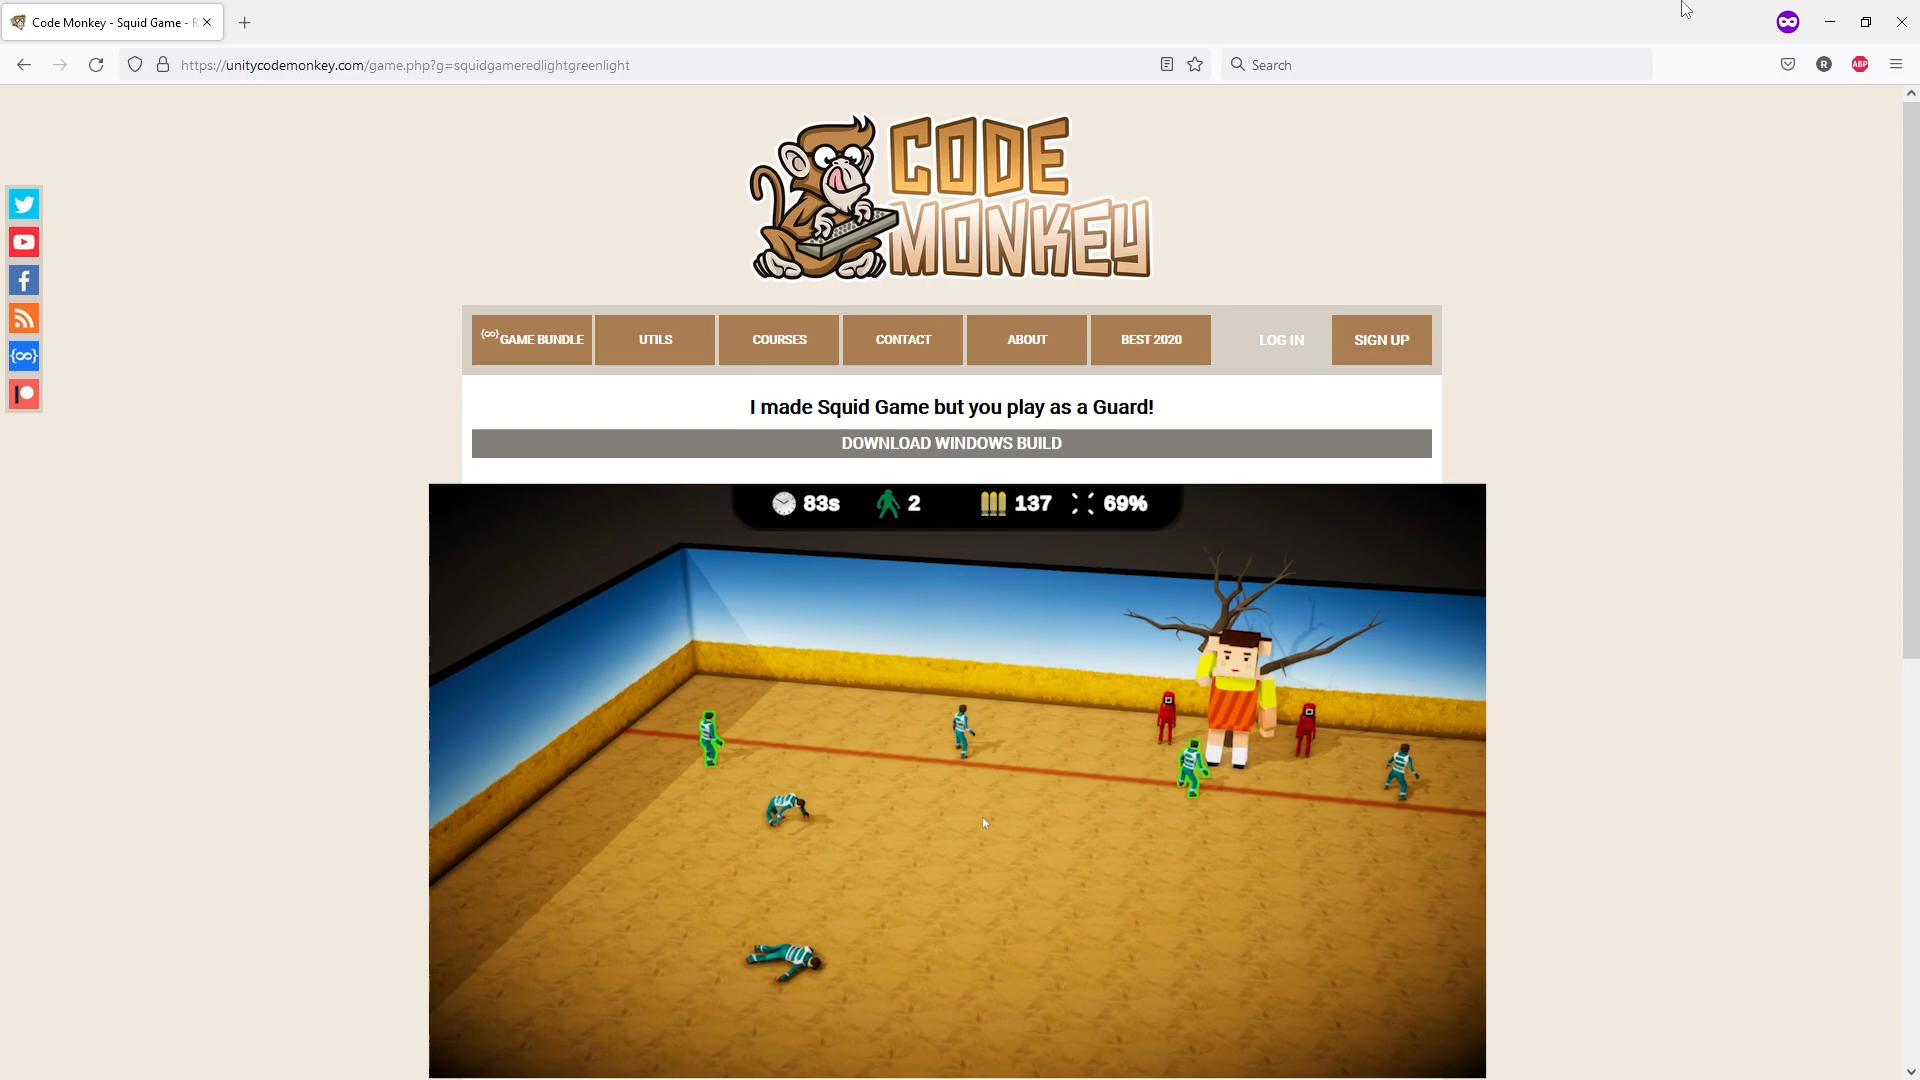 Code Monkey - Squid Game - R
https://unitycodemonkey.com/game.php?g=squidgameredlightgreenlight
Search
R
ABP
CODE
MONKEY
{∞} GAME BUNDLE
UTILS
COURSES
CONTACT
ABOUT
BEST 2020
LOG IN
SIGN UP
I made Squid Game but you play as a Guard!
DOWNLOAD WINDOWS BUILD
83s
2
137
69%